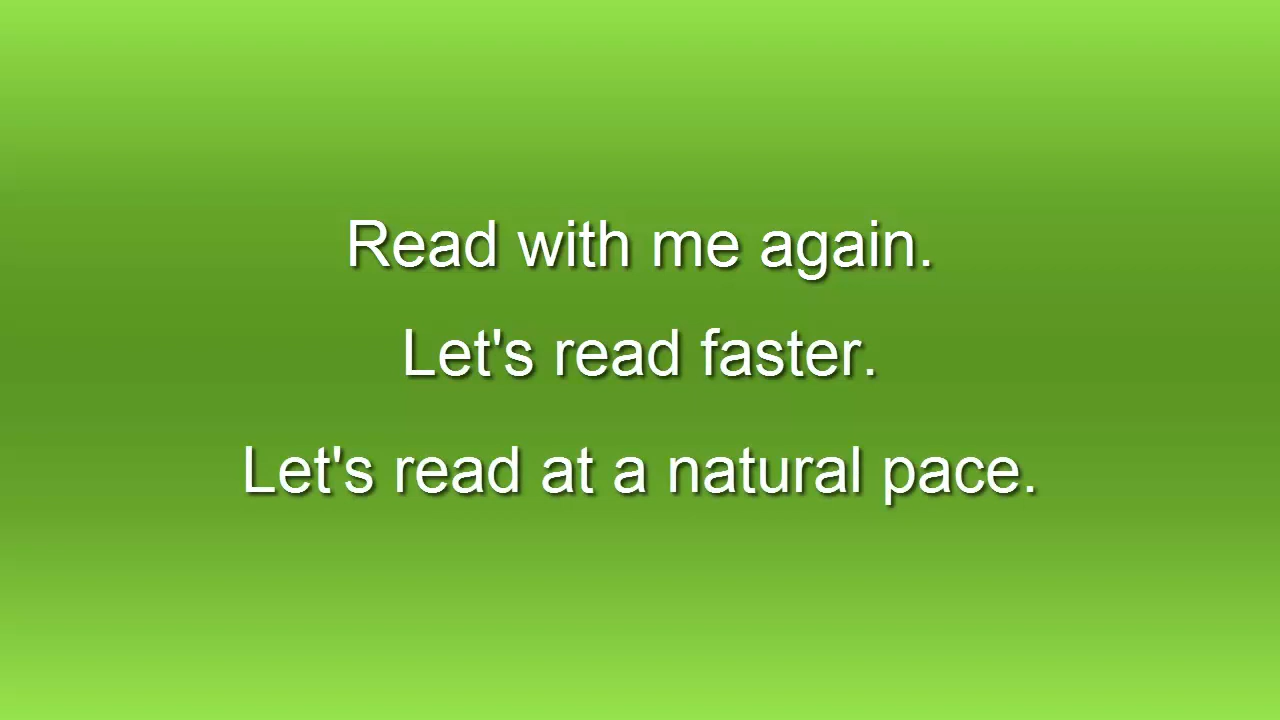 Read with me again.
Let's read faster.
Let's read at a natural pace.